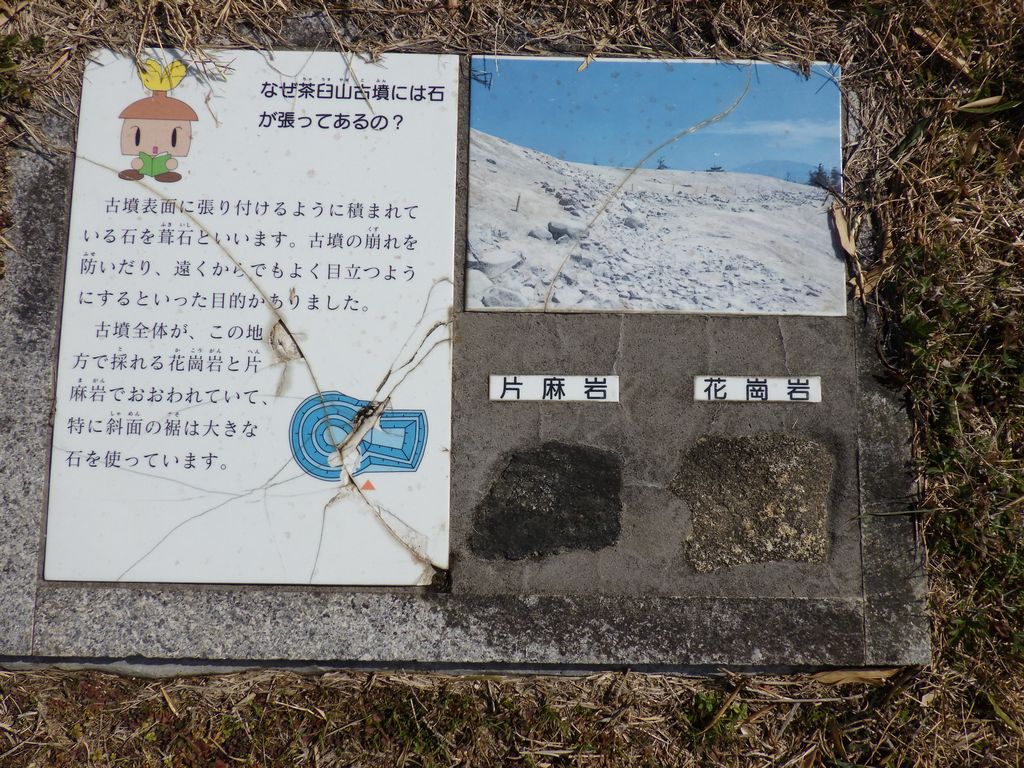 なぜ茶臼山古墳には石
が張ってあるの？
古墳表面に張り付けるように積まれて
いる石を葺石といいます。古墳の崩れを
防いだり、遠くからでもよく目立つよう
にするといった目的がありました。
古墳全体が、この地
方で採れる花崗岩と片
麻岩でおおわれていて、
特に斜面の裾は大きな
石を使っています。
片麻岩
花崗岩